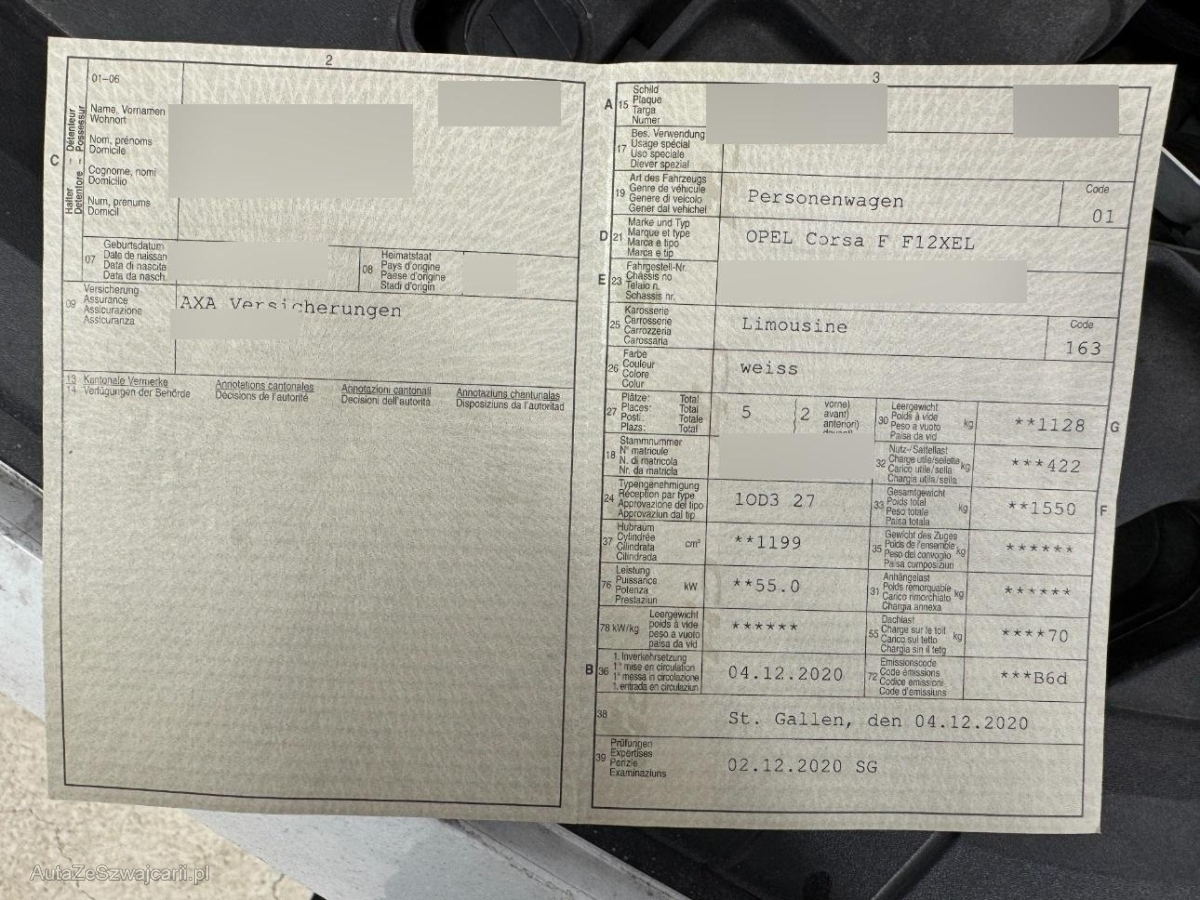 2
01-06
C
Halter – Détenteur
Detentore – Possessur
Name, Vornamen
Wohnort
Nom, prénoms
Domicile
Cognome, nomi
Domicilio
Num, prenums
Domicil
07
Geburtsdatum
Date de naissan
Data di nascita
Data da nasch.
08
Heimatstaat
Pays d'origine
Paese d'origine
Stadi d'origin
09
Versicherung
Assurance
Assicurazione
Assicuranza
AXA Versicherungen
13 Kantonale Vermerke
14 Verfügungen der Behörde
Annotations cantonales
Décisions de l'autorité
Annotazioni cantonali
Decisioni dell'autorità
Annotaziuns chantunalas
Disposiziuns da l'autoritad
3
A 15
Schild
Plaque
Targa
Numer
17
Bes. Verwendung
Usage spécial
Uso speciale
Diever spezial
19
Art des Fahrzeugs
Genre de véhicule
Genere di veicolo
Gener dal vehichel
Personenwagen
Code
01
D 21
Marke und Typ
Marque et type
Marca e tipo
Marca e tip
OPEL Corsa F F12XEL
E 23
Fahrgestell-Nr.
Châssis no
Telaio n.
Schassis nr.
25
Karosserie
Carrosserie
Carrozzeria
Carossaria
Limousine
Code
163
26
Farbe
Couleur
Colore
Colur
weiss
27
Plätze: Total
Places: Total
Posti: Totale
Plazs: Total
5 (2
vorne)
avant)
anteriori)
30
Leergewicht
Poids à vide
Peso a vuoto
Paisa da vid
kg
**1128
G
18
Stammnummer
N° matricule
N. di matricola
Nr. da matricla
32
Nutz-/Sattellast
Charge utile/sellette
Carico utile/sella
Chargia utile/sella
kg
***422
24
Typengenehmigung
Réception par type
Approvazione del tipo
Approvaziun dal tip
1OD3 27
33
Gesamtgewicht
Poids total
Peso totale
Paisa totala
kg
**1550
F
37
Hubraum
Cylindrée
Cilindrata
Cilindrada
cm³
**1199
35
Gewicht des Zuges
Poids de l'ensemble
Peso del convoglio
Paisa cumposiziun
kg
******
76
Leistung
Puissance
Potenza
Prestaziun
kW
**55.0
31
Anhängelast
Poids remorquable
Carico rimorchiato
Chargia annexa
kg
******
78 kW/kg
Leergewicht
poids à vide
peso a vuoto
paisa da vid
******
55
Dachlast
Charge sur le toit
Carico sul tetto
Chargia sin il tetg
kg
****70
B 36
1. Inverkehrsetzung
1re mise en circulation
1a messa in circolazione
1. entrada en circulaziun
04.12.2020
72
Emissionscode
Code émissions
Codice emissioni
Code d'emissiuns
***B6d
38
St. Gallen, den 04.12.2020
39
Prüfungen
Expertises
Perizie
Examinaziuns
02.12.2020 SG
AutaZeSzwajcarii.pl